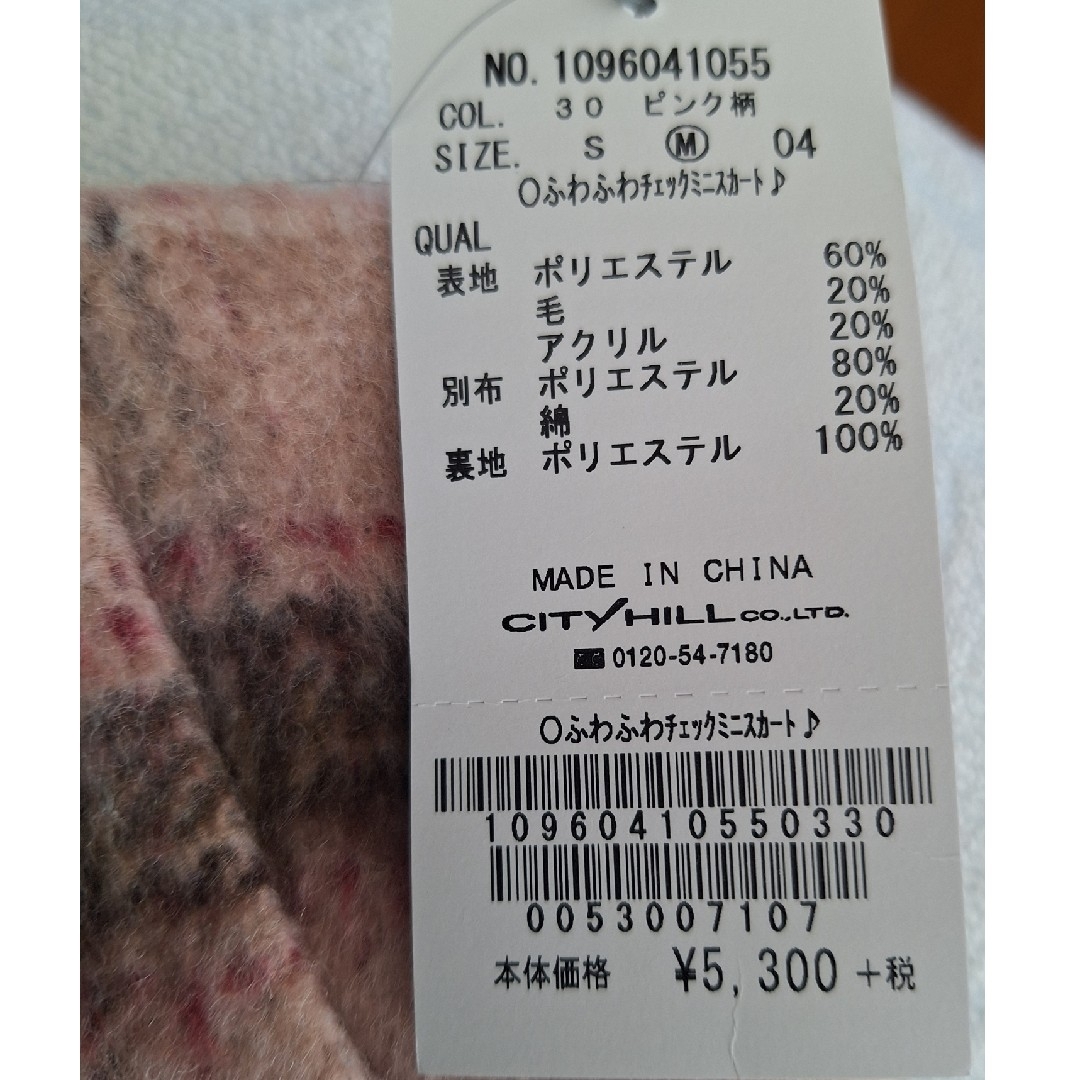 NO. 1096041055
COL. 30 ピンク柄
SIZE. S Ⓜ 04
○ふわふわチェックミニスカート♪
QUAL
表地 ポリエステル 60%
毛 20%
アクリル 20%
別布 ポリエステル 80%
綿 20%
裏地 ポリエステル 100%
MADE IN CHINA
CITY HILL CO.,LTD.
0120-54-7180
○ふわふわチェックミニスカート♪
10960410550330
0053007107
本体価格 ¥5,300+税